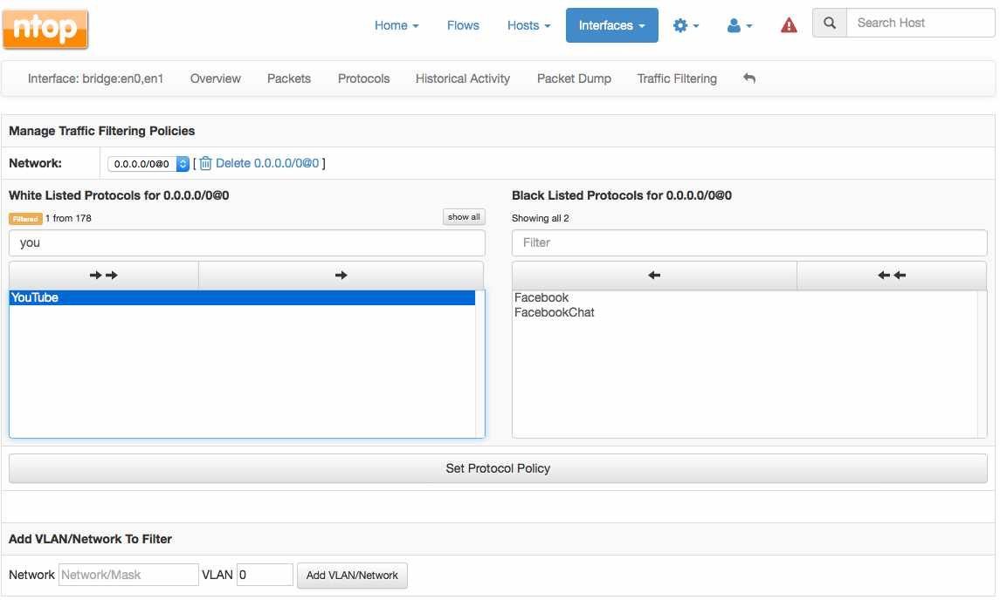 ntop
Home Flows Hosts Interfaces Search Host
Interface: bridge:en0,en1 Overview Packets Protocols Historical Activity Packet Dump Traffic Filtering
Manage Traffic Filtering Policies
Network: 0.0.0.0/0@0 [ Delete 0.0.0.0/0@0 ]
White Listed Protocols for 0.0.0.0/0@0
Filtered 1 from 178 show all
you
YouTube
Black Listed Protocols for 0.0.0.0/0@0
Showing all 2
Filter
Facebook
FacebookChat
Set Protocol Policy
Add VLAN/Network To Filter
Network Network/Mask VLAN 0 Add VLAN/Network